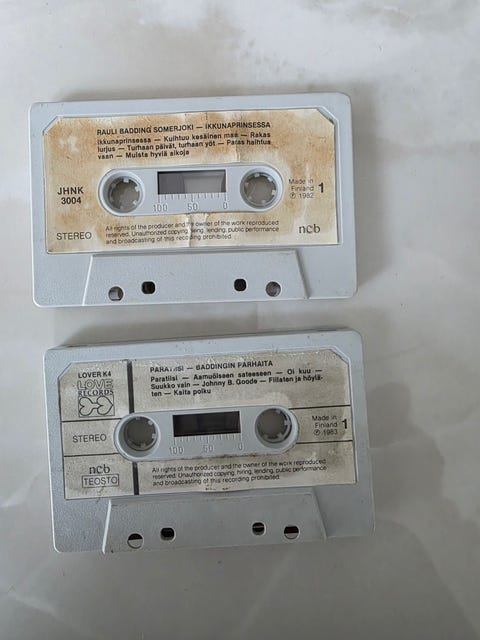 RAULI BADDING SOMERJOKI — IKKUNAPRINSESSA
Ikkunaprinsessa — Kuihtuu kesäinen maa — Rakas
lurjus — Turhaan päivät, turhaan yöt — Paras haihtua
vaan — Muista hyviä aikoja
JHNK
3004
100 50 0
Made in
Finland
℗ 1982
1
STEREO
All rights of the producer and the owner of the work reproduced
reserved. Unauthorized copying, hiring, lending, public performance
and broadcasting of this recording prohibited.
ncb
LOVER K4
LOVE
RECORDS
PARATIISI — BADDINGIN PARHAITA
Paratiisi — Aamuöiseen sateeseen — Oi kuu —
Suukko vain — Johnny B. Goode — Fiilaten ja höylä-
ten — Kaita polku
STEREO
100 50 0
Made in
Finland
℗ 1983
1
ncb
TEOSTO
All rights of the producer and the owner of the work reproduced
reserved. Unauthorized copying, hiring, lending, public performance
and broadcasting of this recording prohibited.